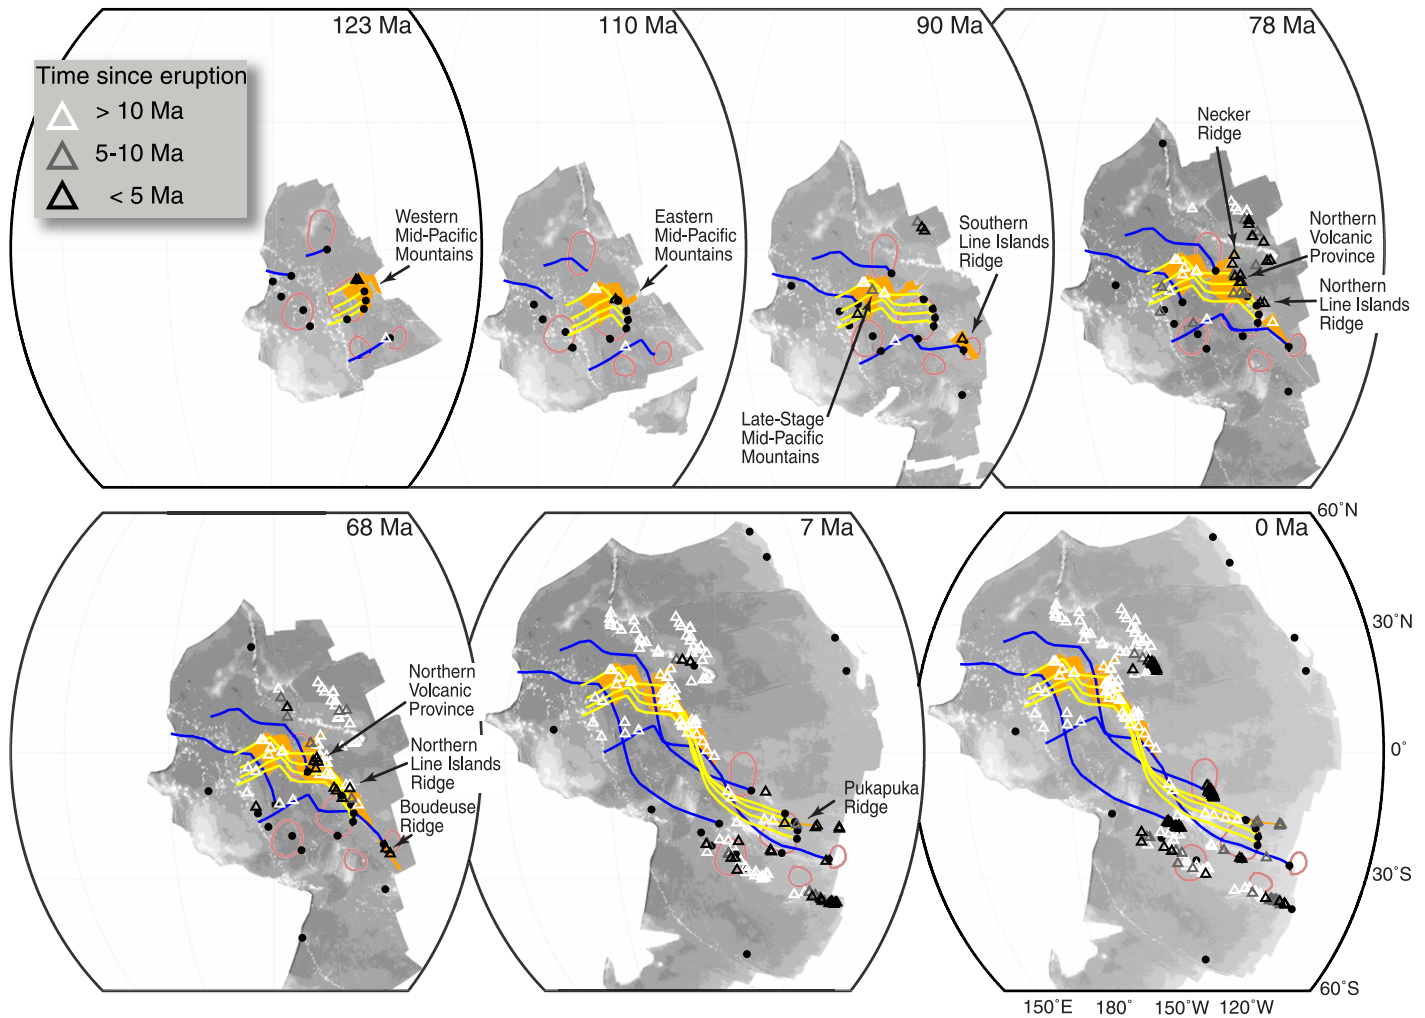 123 Ma
110 Ma
90 Ma
78 Ma
Time since eruption
> 10 Ma
5-10 Ma
< 5 Ma
Western
Mid-Pacific
Mountains
Eastern
Mid-Pacific
Mountains
Southern
Line Islands
Ridge
Late-Stage
Mid-Pacific
Mountains
Necker
Ridge
Northern
Volcanic
Province
Northern
Line Islands
Ridge
68 Ma
7 Ma
0 Ma
60˚N
30˚N
0˚
30˚S
60˚S
Northern
Volcanic
Province
Northern
Line Islands
Ridge
Boudeuse
Ridge
Pukapuka
Ridge
150˚E
180˚
150˚W
120˚W